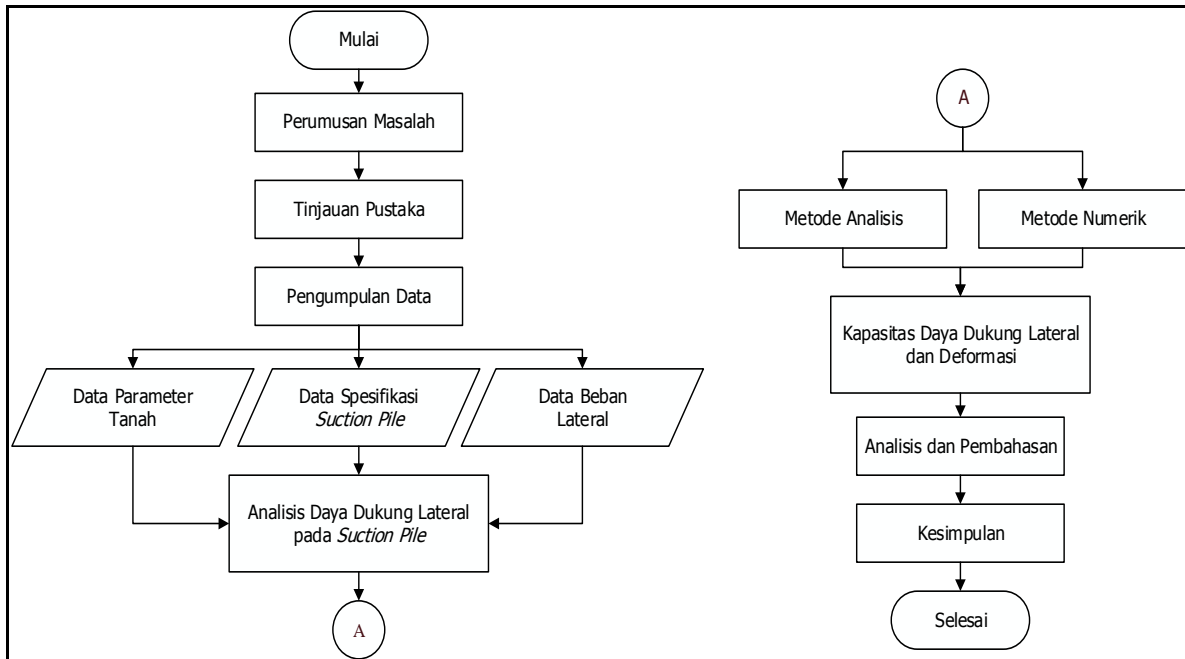 Mulai
Perumusan Masalah
Tinjauan Pustaka
Pengumpulan Data
Data Parameter
Tanah
Data Spesifikasi
Suction Pile
Data Beban
Lateral
Analisis Daya Dukung Lateral
pada Suction Pile
A
A
Metode Analisis
Metode Numerik
Kapasitas Daya Dukung Lateral
dan Deformasi
Analisis dan Pembahasan
Kesimpulan
Selesai